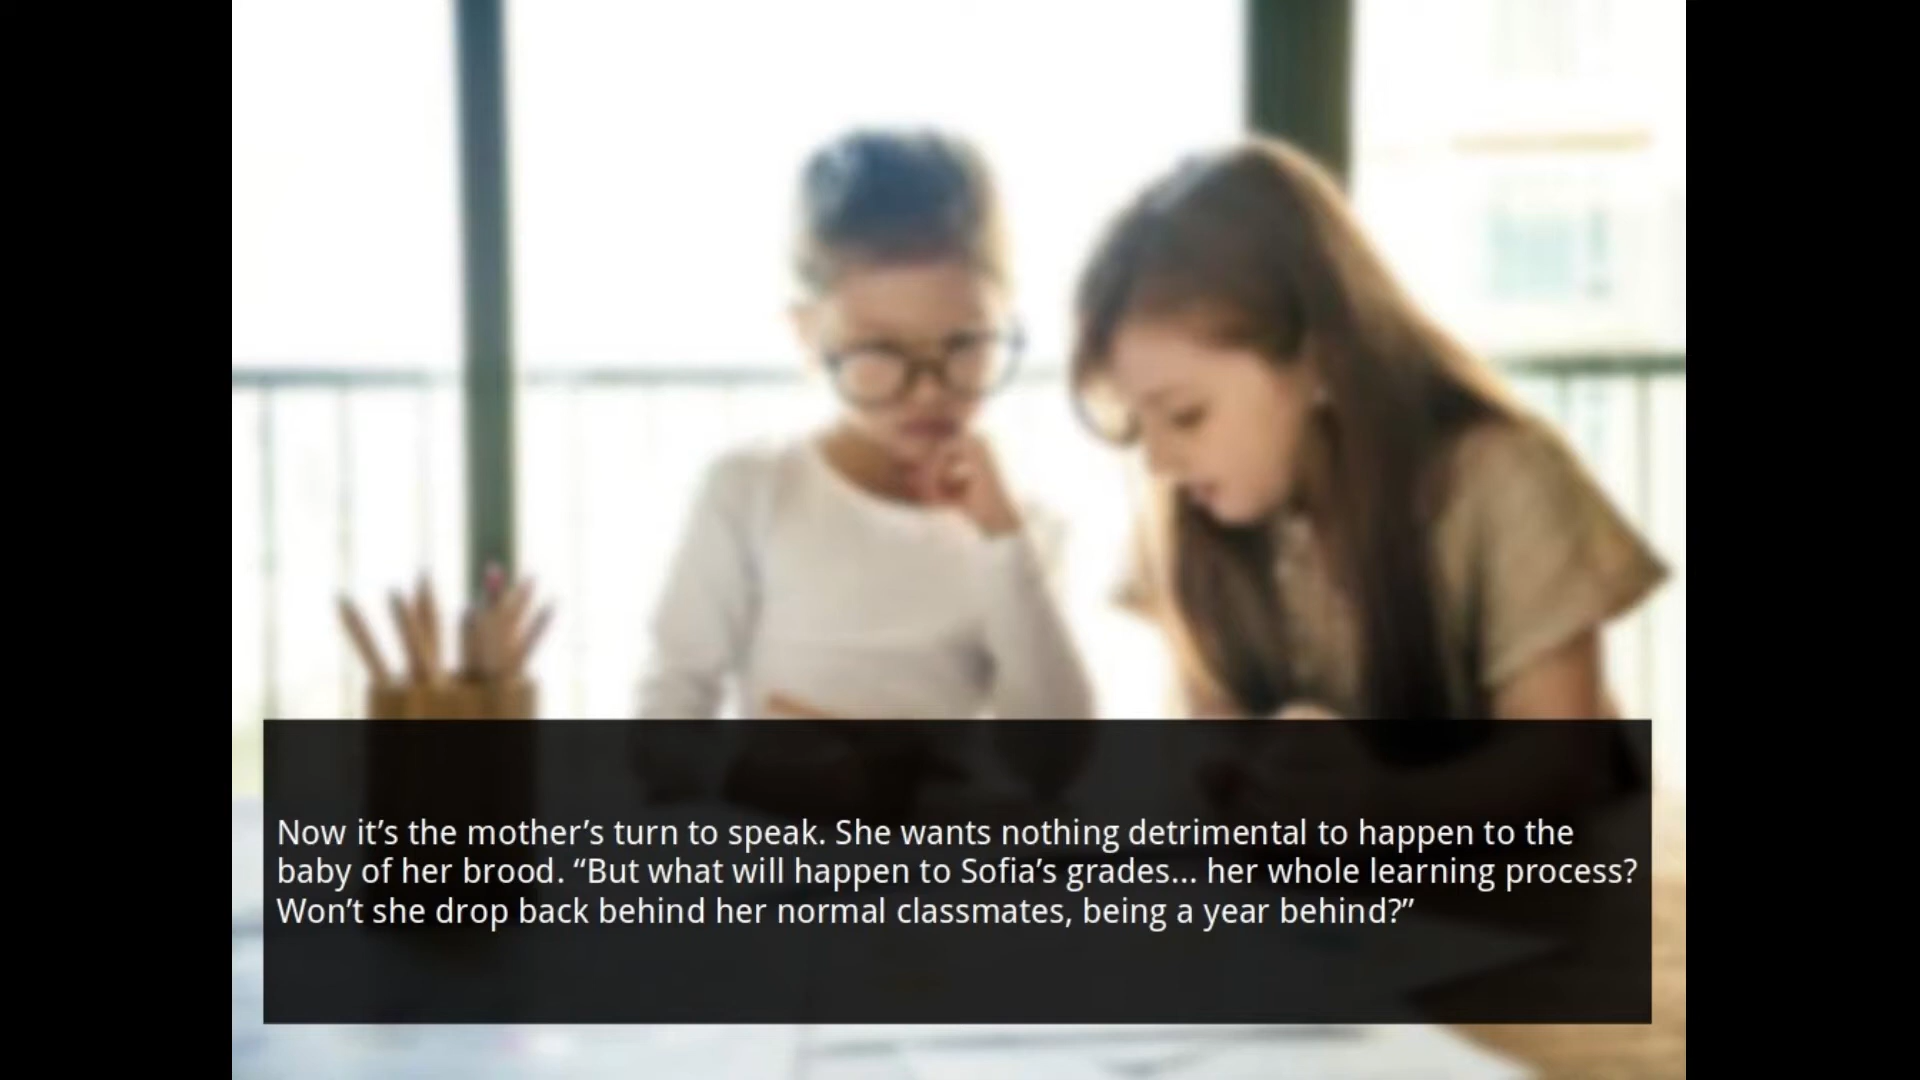 Now it’s the mother’s turn to speak. She wants nothing detrimental to happen to the
baby of her brood. “But what will happen to Sofia’s grades... her whole learning process?
Won’t she drop back behind her normal classmates, being a year behind?”